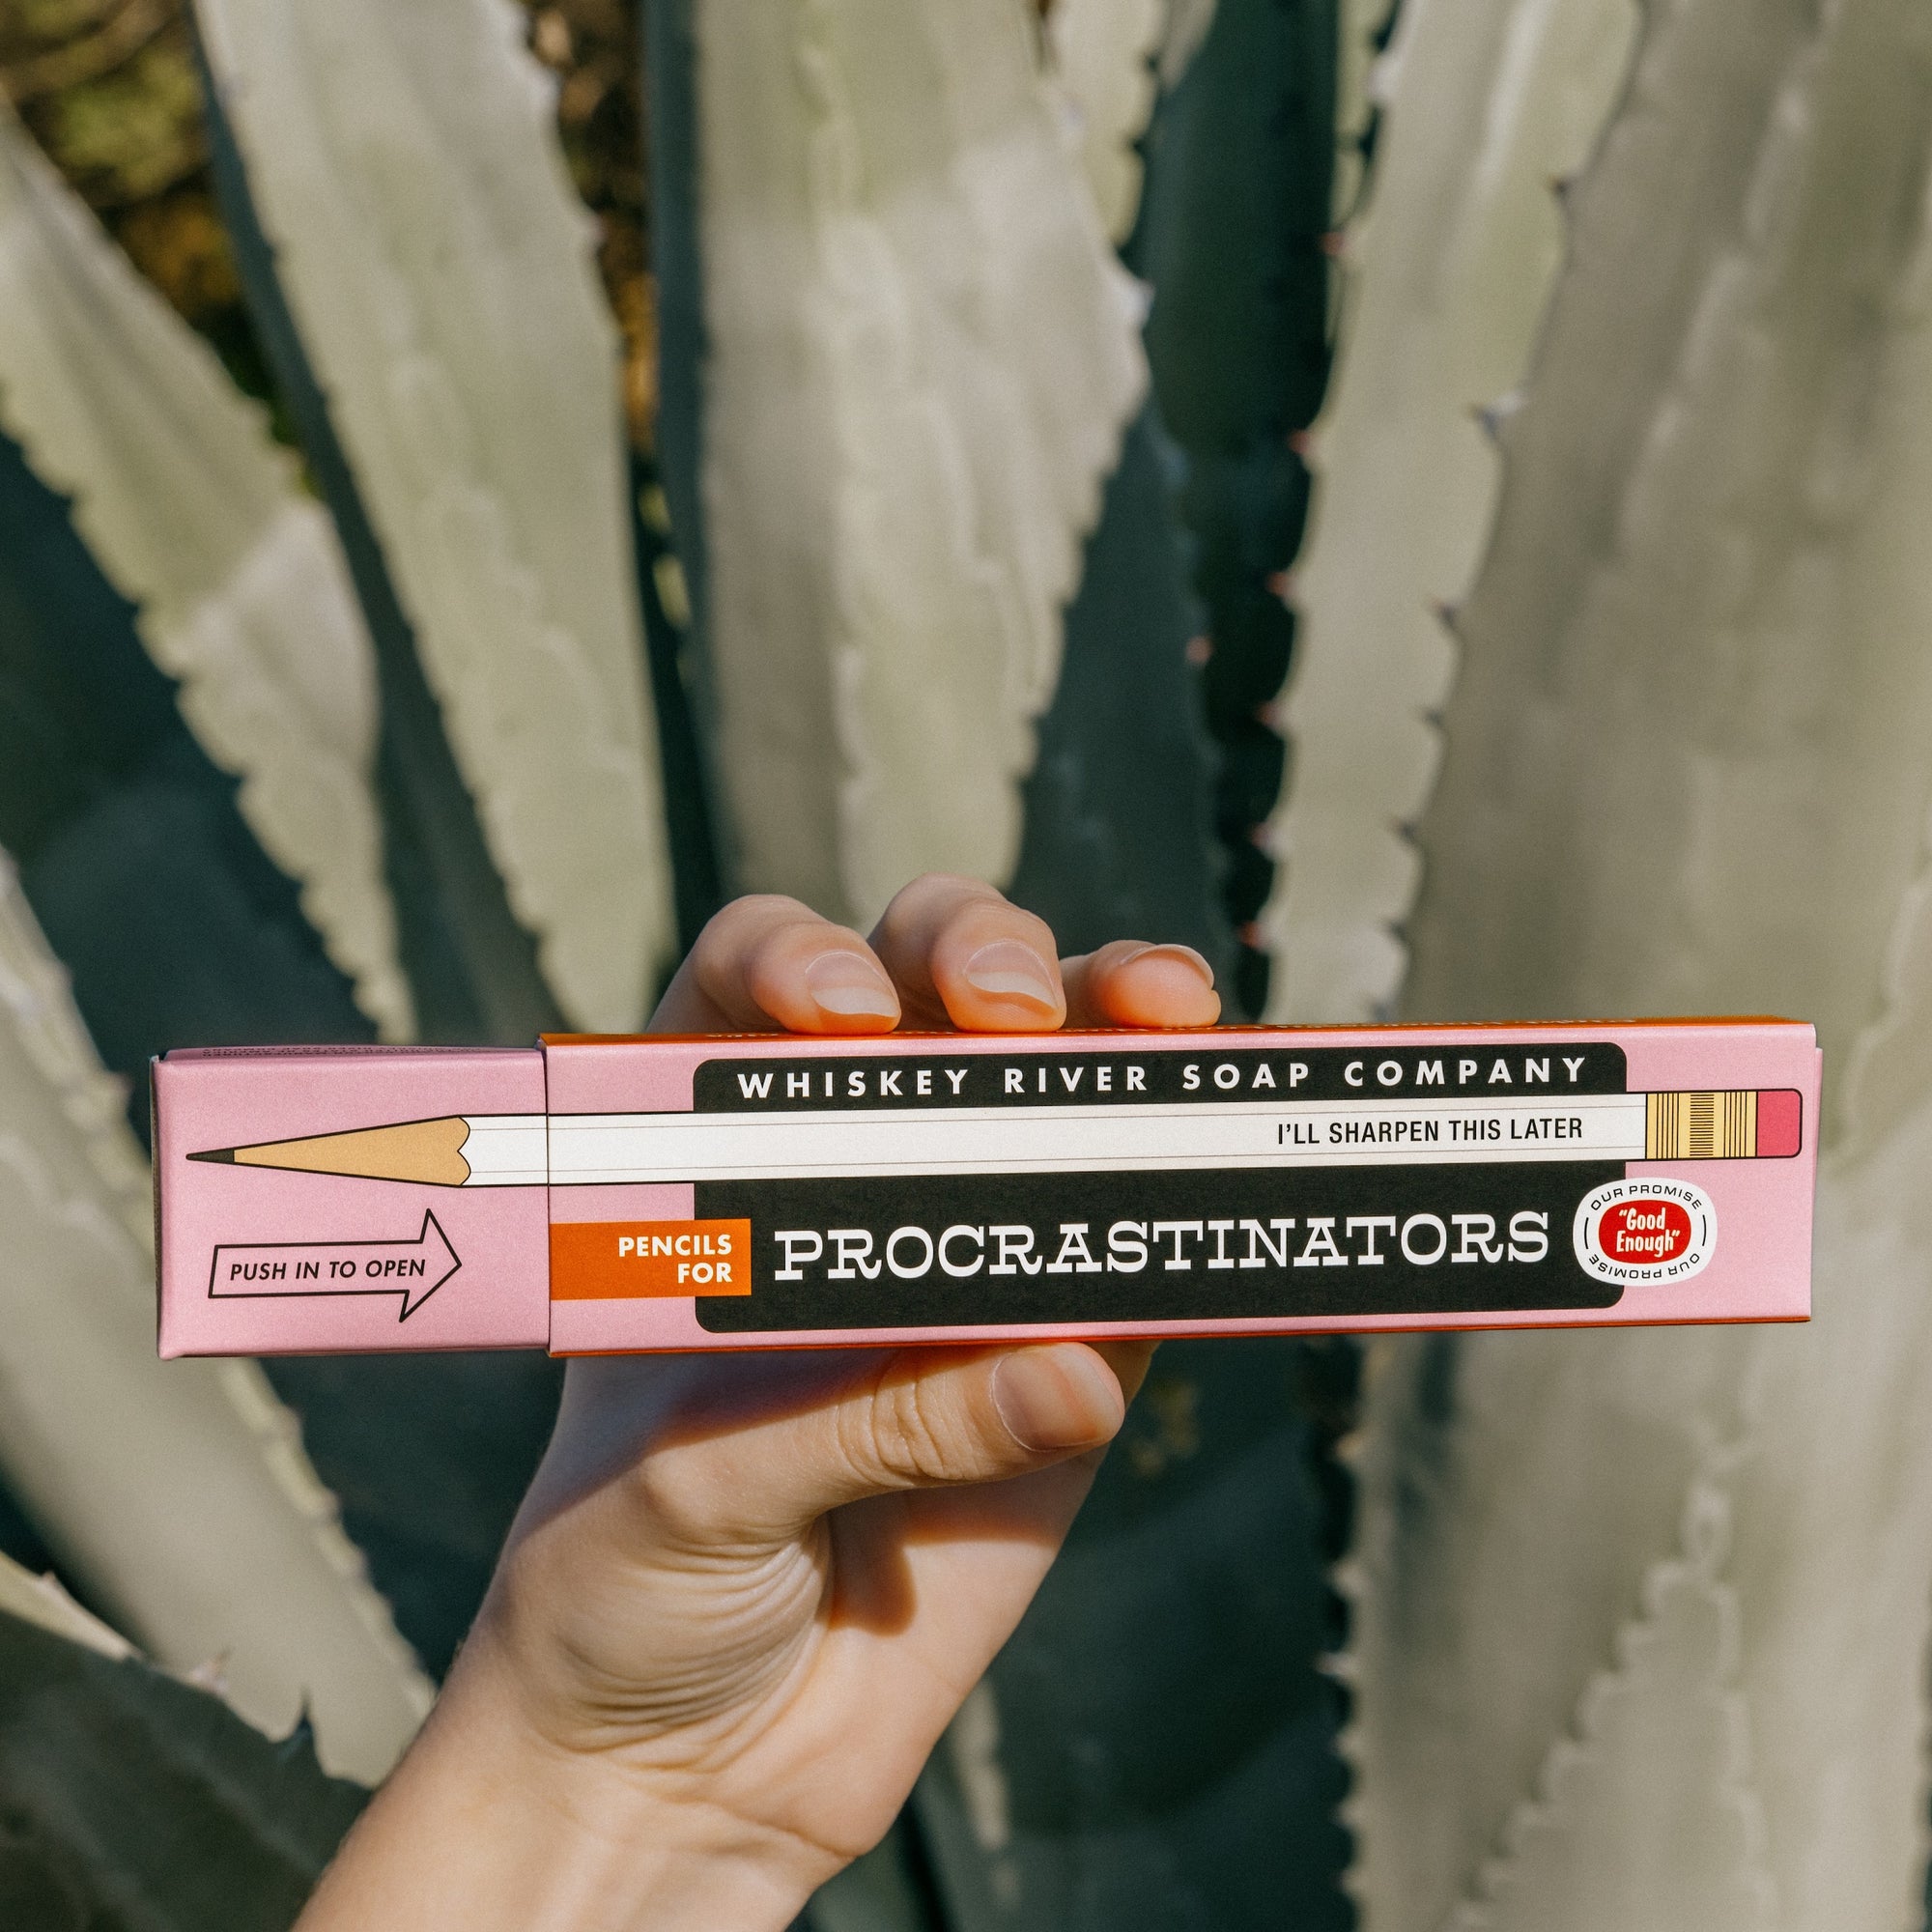 WHISKEY RIVER SOAP COMPANY
I'LL SHARPEN THIS LATER
PUSH IN TO OPEN
PENCILS
FOR
PROCRASTINATORS
OUR PROMISE
"Good
Enough"
OUR PROMISE